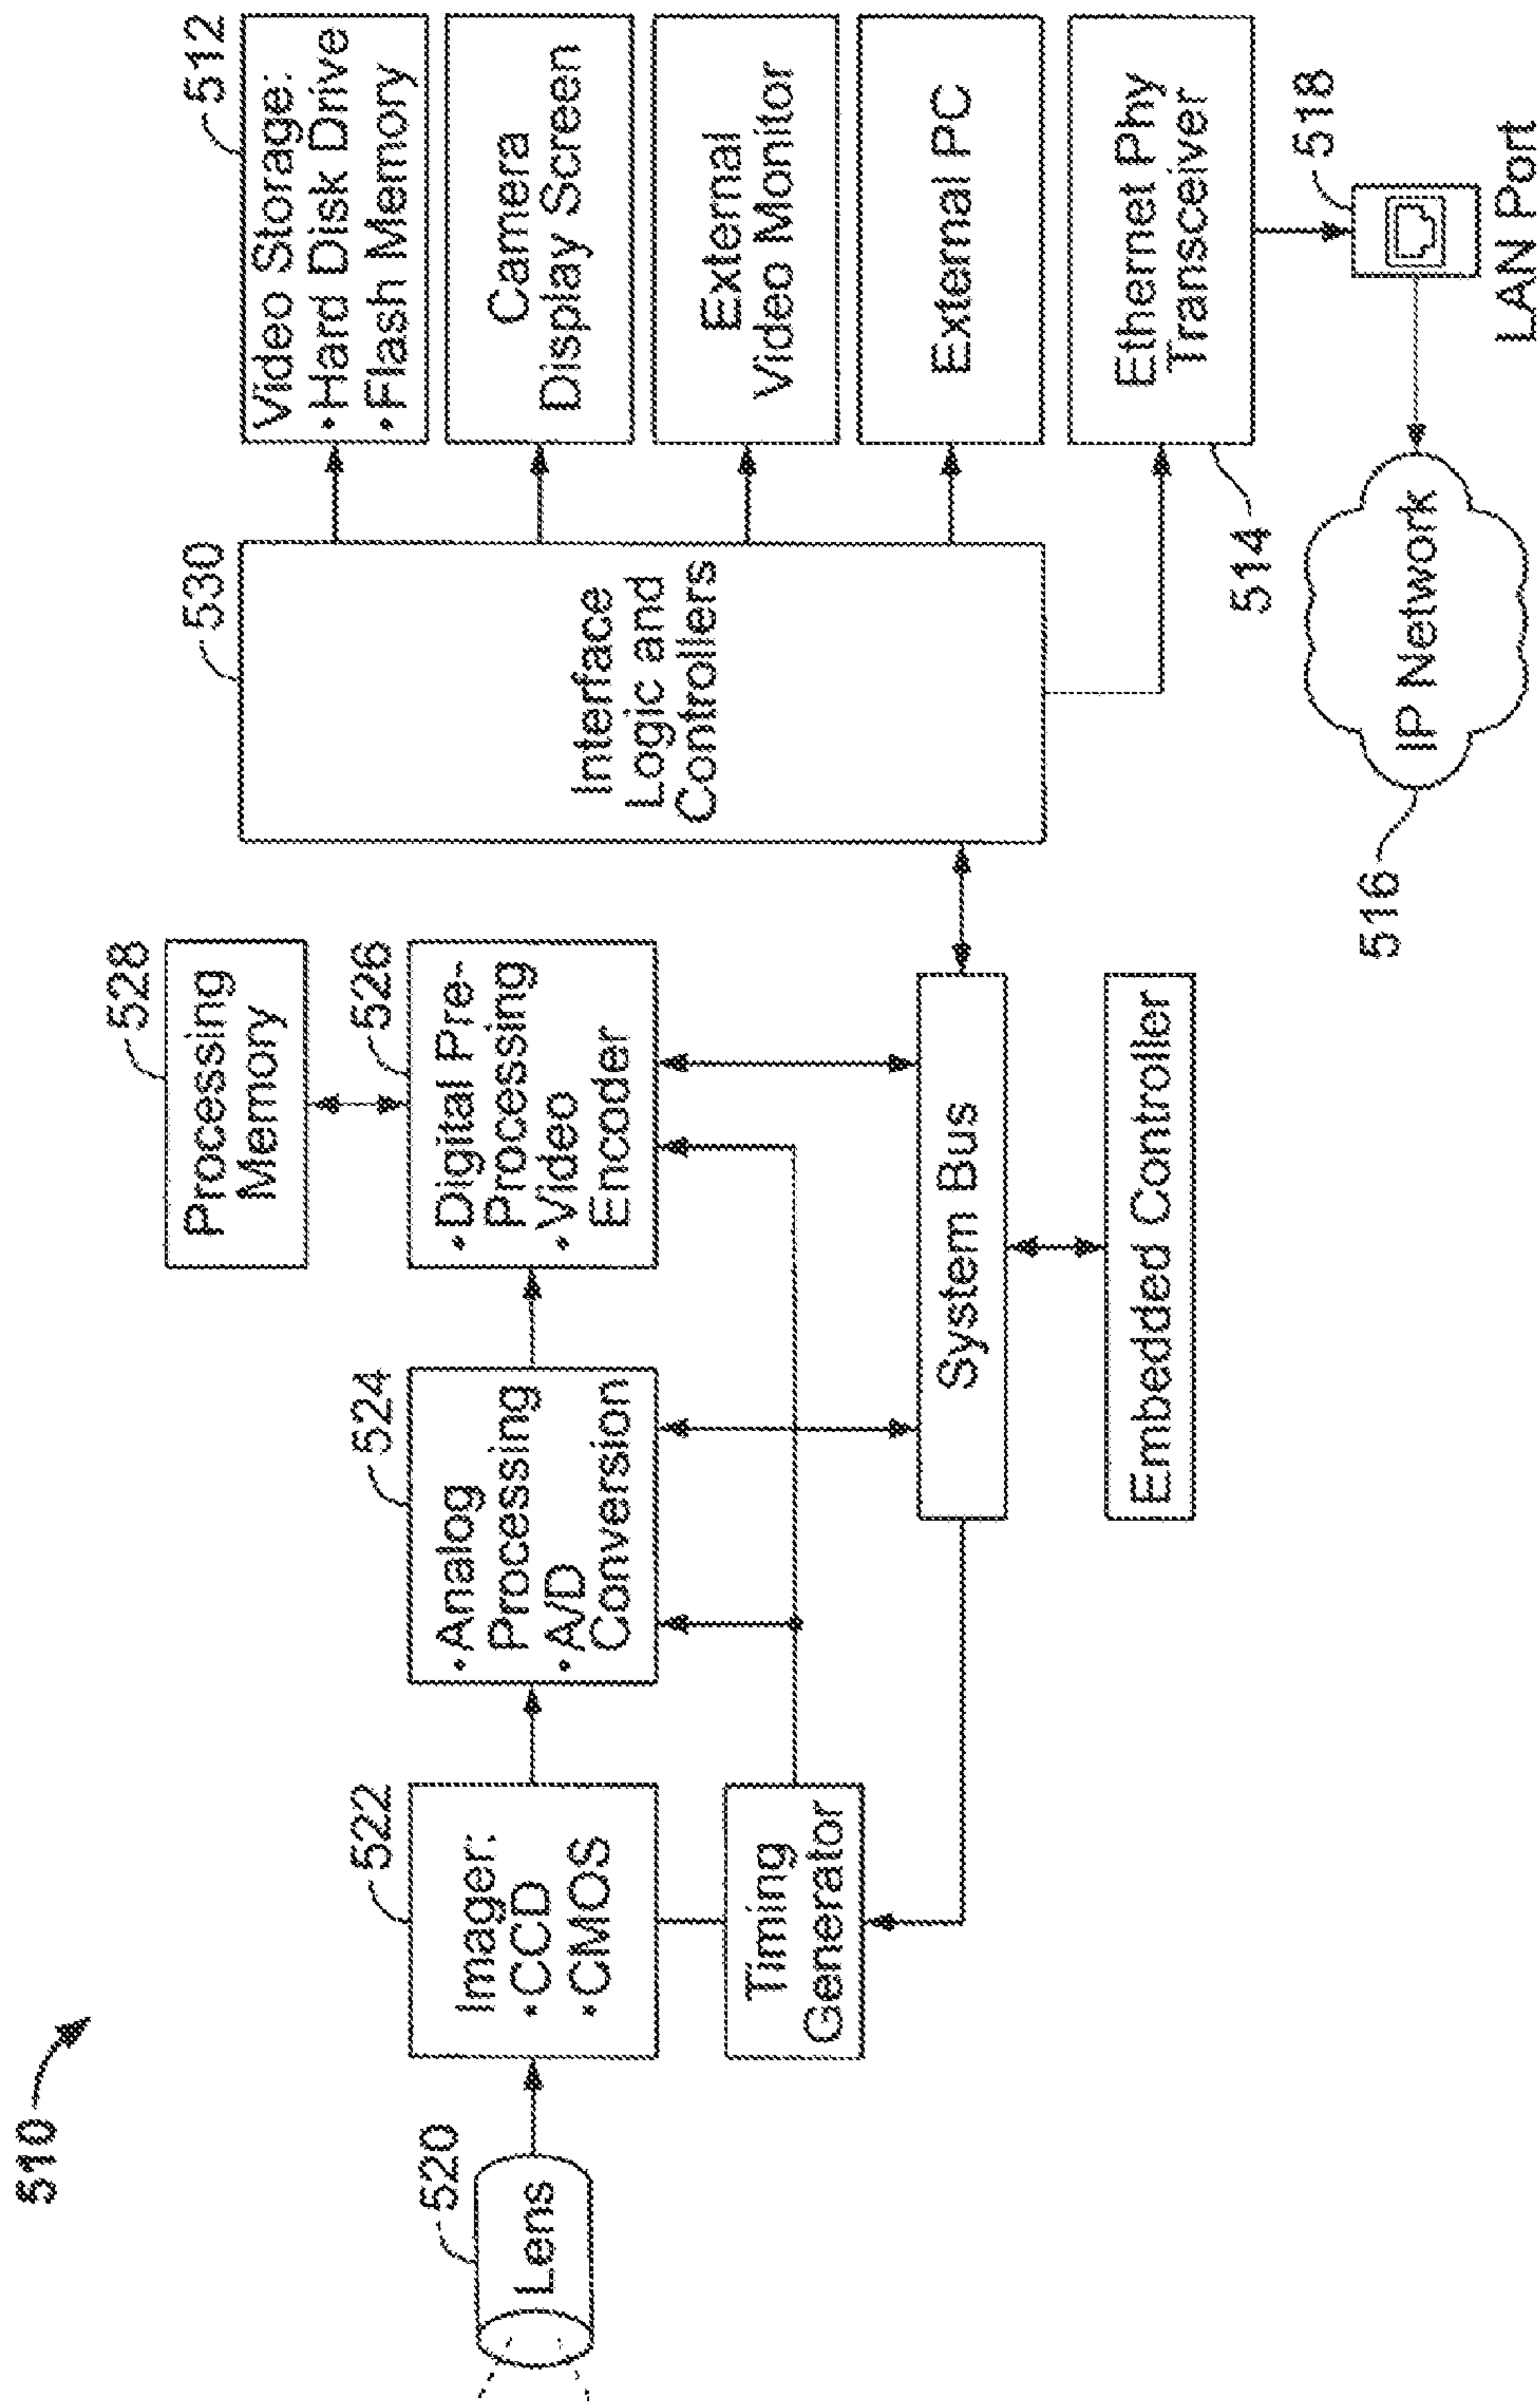 510
520
Lens
522
Imager:
•CCD
•CMOS
Timing
Generator
524
•Analog
Processing
•A/D
Conversion
528
Processing
Memory
526
•Digital Pre-
Processing
•Video
Encoder
System Bus
Embedded Controller
530
Interface
Logic and
Controllers
512
Video Storage:
•Hard Disk Drive
•Flash Memory
Camera
Display Screen
External
Video Monitor
External PC
Ethernet Phy
Transceiver
514
518
LAN Port
IP Network
516